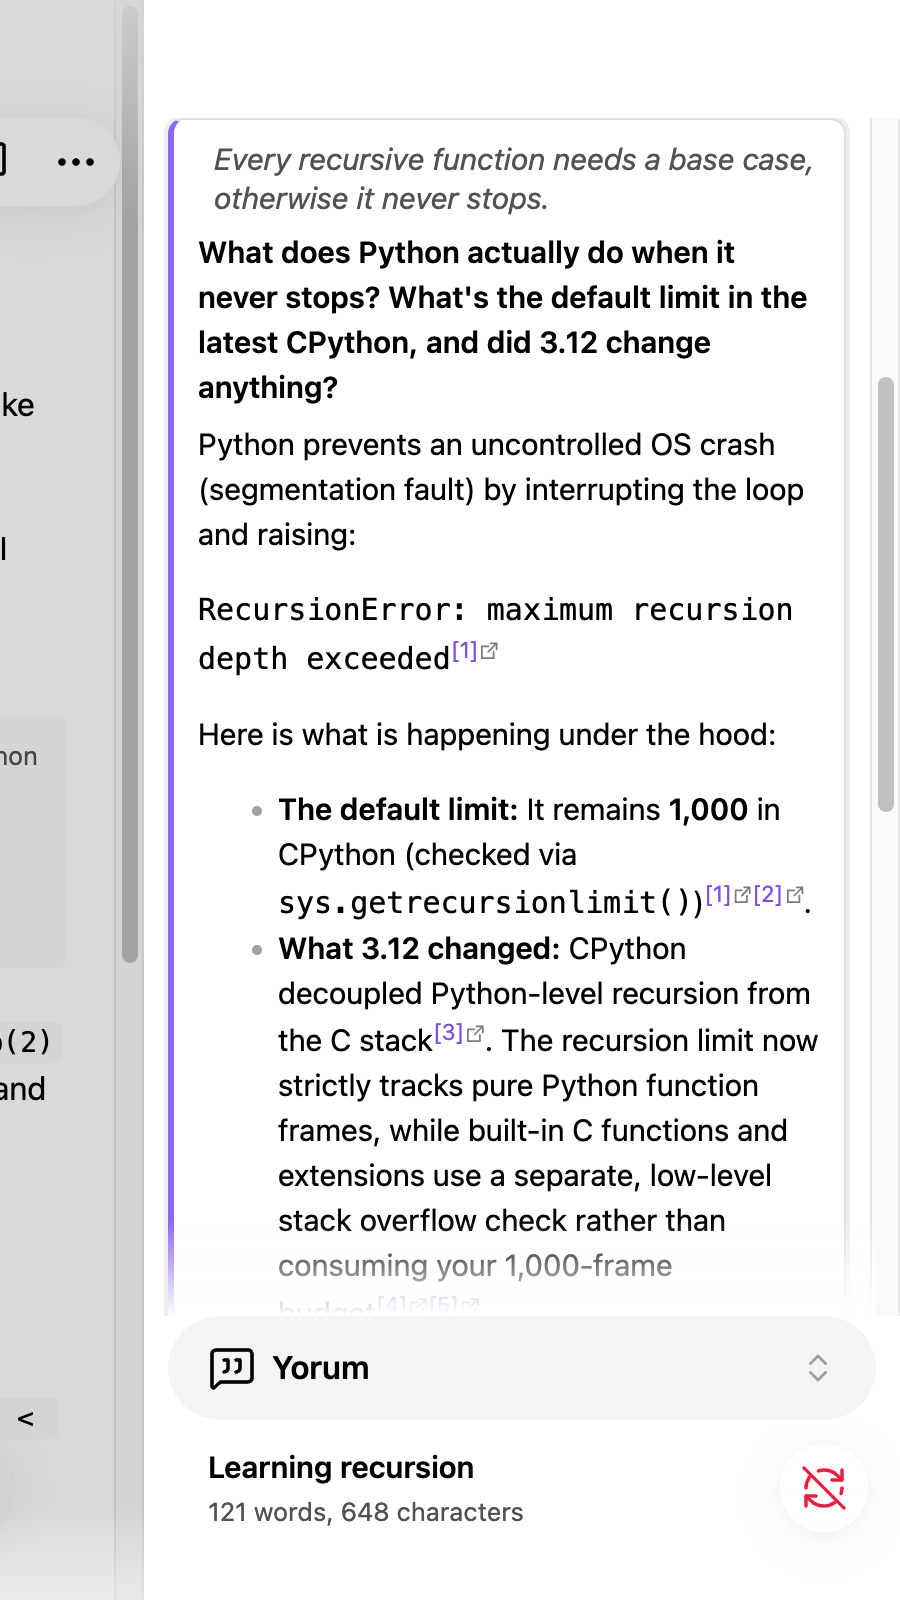 Every recursive function needs a base case,
otherwise it never stops.
What does Python actually do when it
never stops? What's the default limit in the
latest CPython, and did 3.12 change
anything?
Python prevents an uncontrolled OS crash
(segmentation fault) by interrupting the loop
and raising:
RecursionError: maximum recursion
depth exceeded[1]
Here is what is happening under the hood:
The default limit: It remains 1,000 in
CPython (checked via
sys.getrecursionlimit())[1][2].
What 3.12 changed: CPython
decoupled Python-level recursion from
the C stack[3]. The recursion limit now
strictly tracks pure Python function
frames, while built-in C functions and
extensions use a separate, low-level
stack overflow check rather than
consuming your 1,000-frame
budget[4][5]
Yorum
Learning recursion
121 words, 648 characters
ke
(2)
and
<